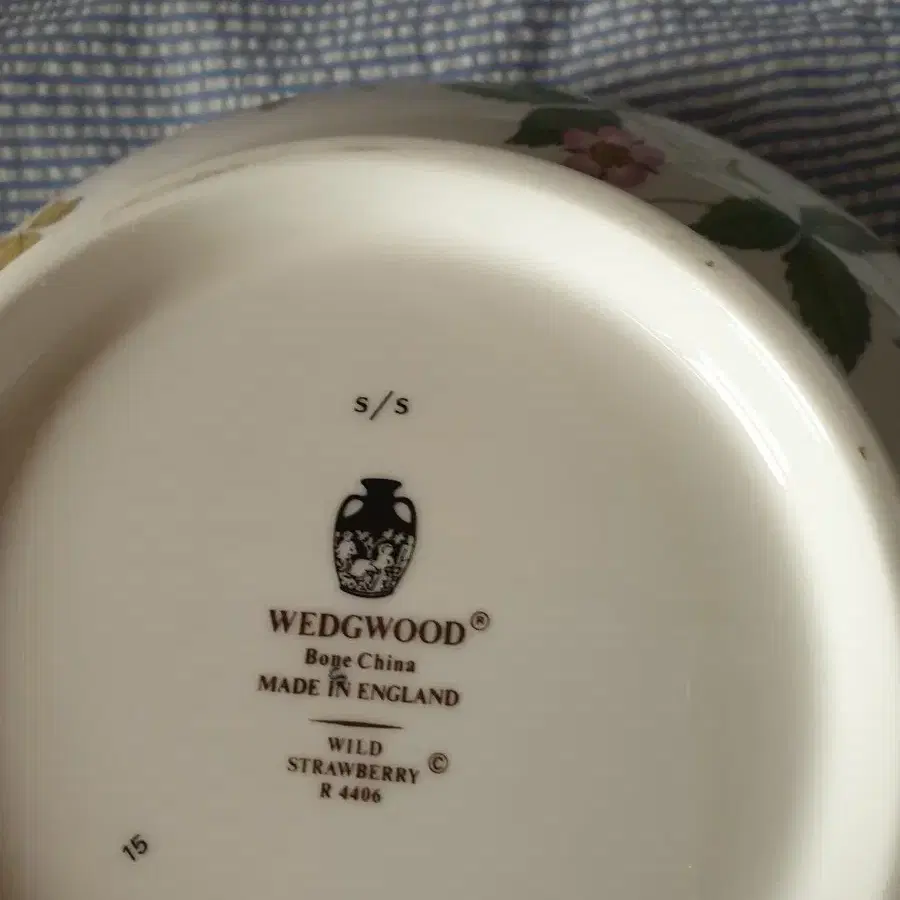 S/S
WEDGWOOD®
Bone China
MADE IN ENGLAND
WILD
STRAWBERRY ©
R 4406
15